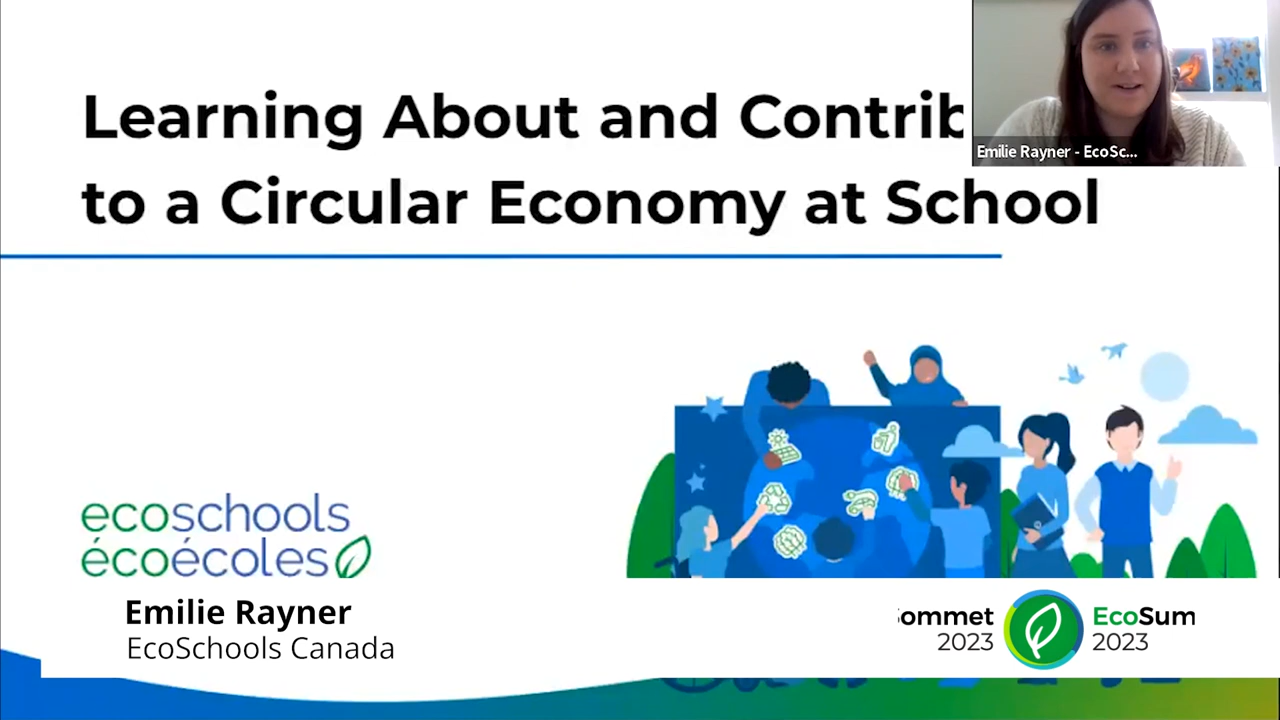 Learning About and Contrib
to a Circular Economy at School
Emilie Rayner - EcoSc...
ecoschools
écoécoles
Emilie Rayner
EcoSchools Canada
ommet
2023
EcoSum
2023